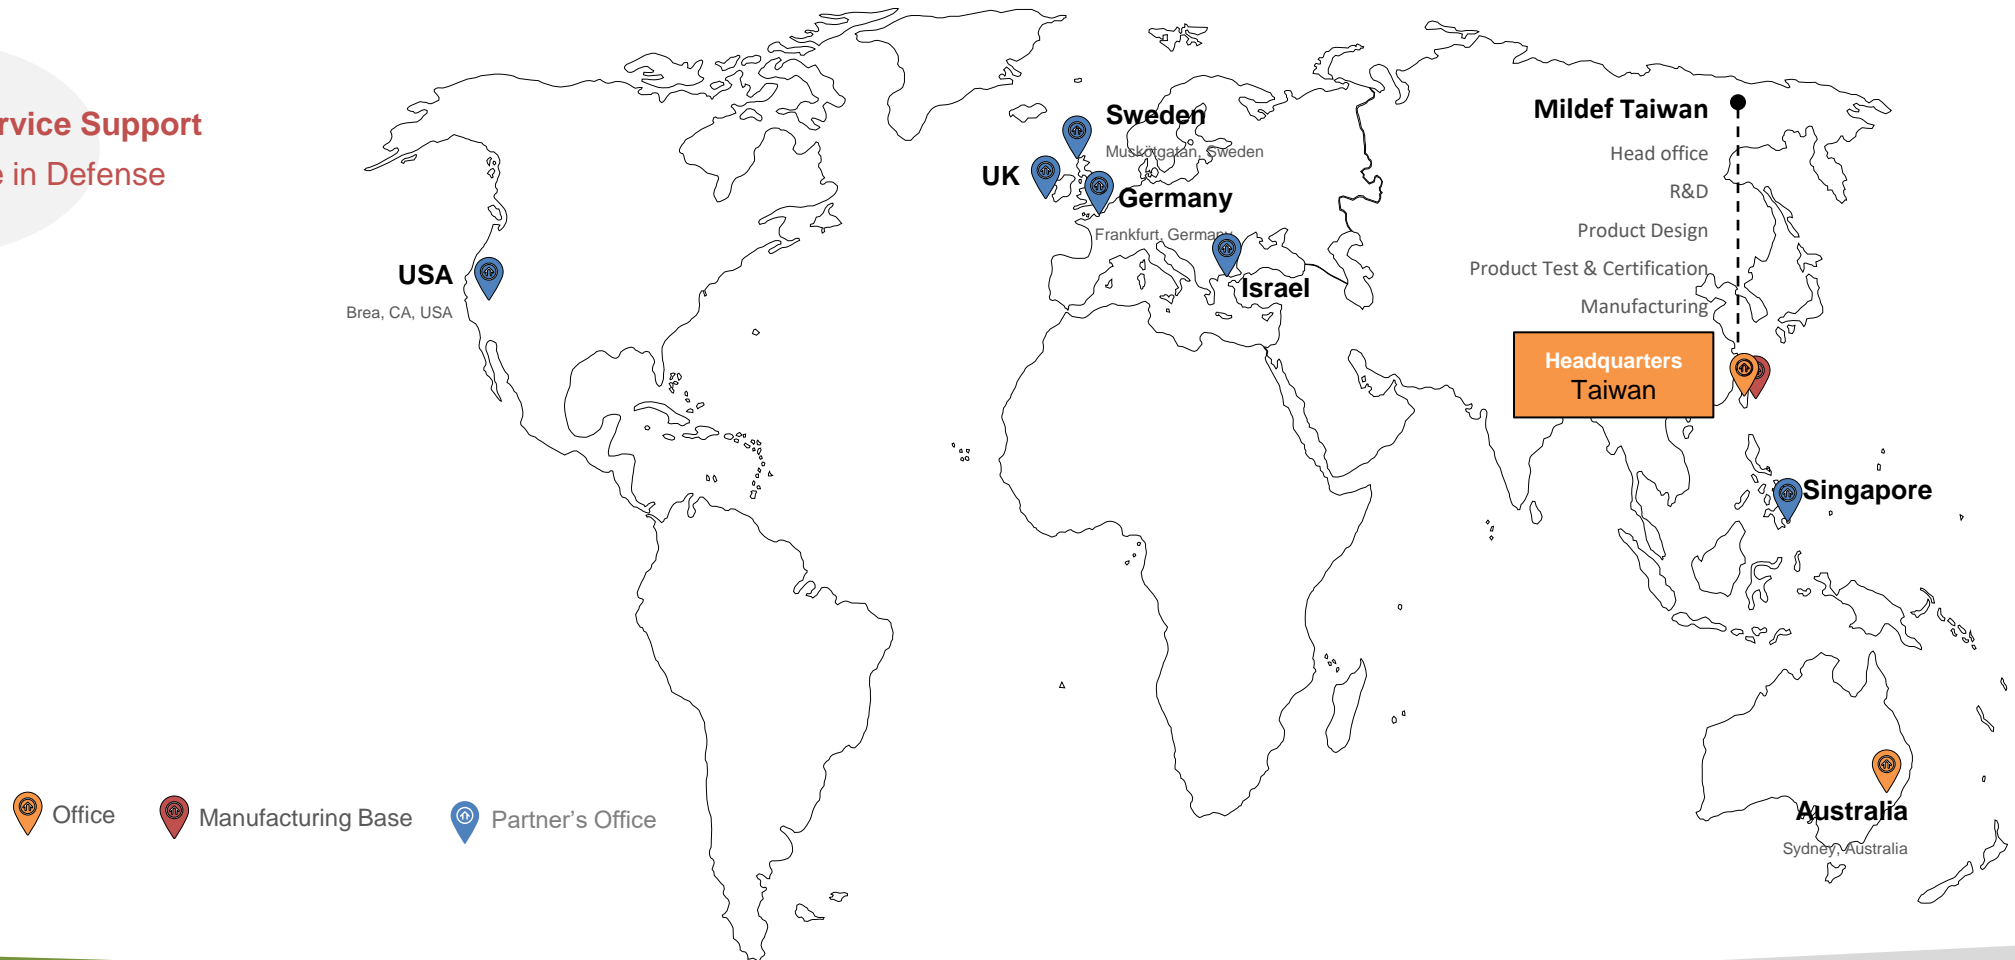 rvice Support
e in Defense
Sweden
Muskötgatan, Sweden
UK
Germany
Frankfurt, Germany
USA
Brea, CA, USA
Israel
Mildef Taiwan
Head office
R&D
Product Design
Product Test & Certification
Manufacturing
Headquarters
Taiwan
Singapore
Australia
Sydney, Australia
Office
Manufacturing Base
Partner's Office